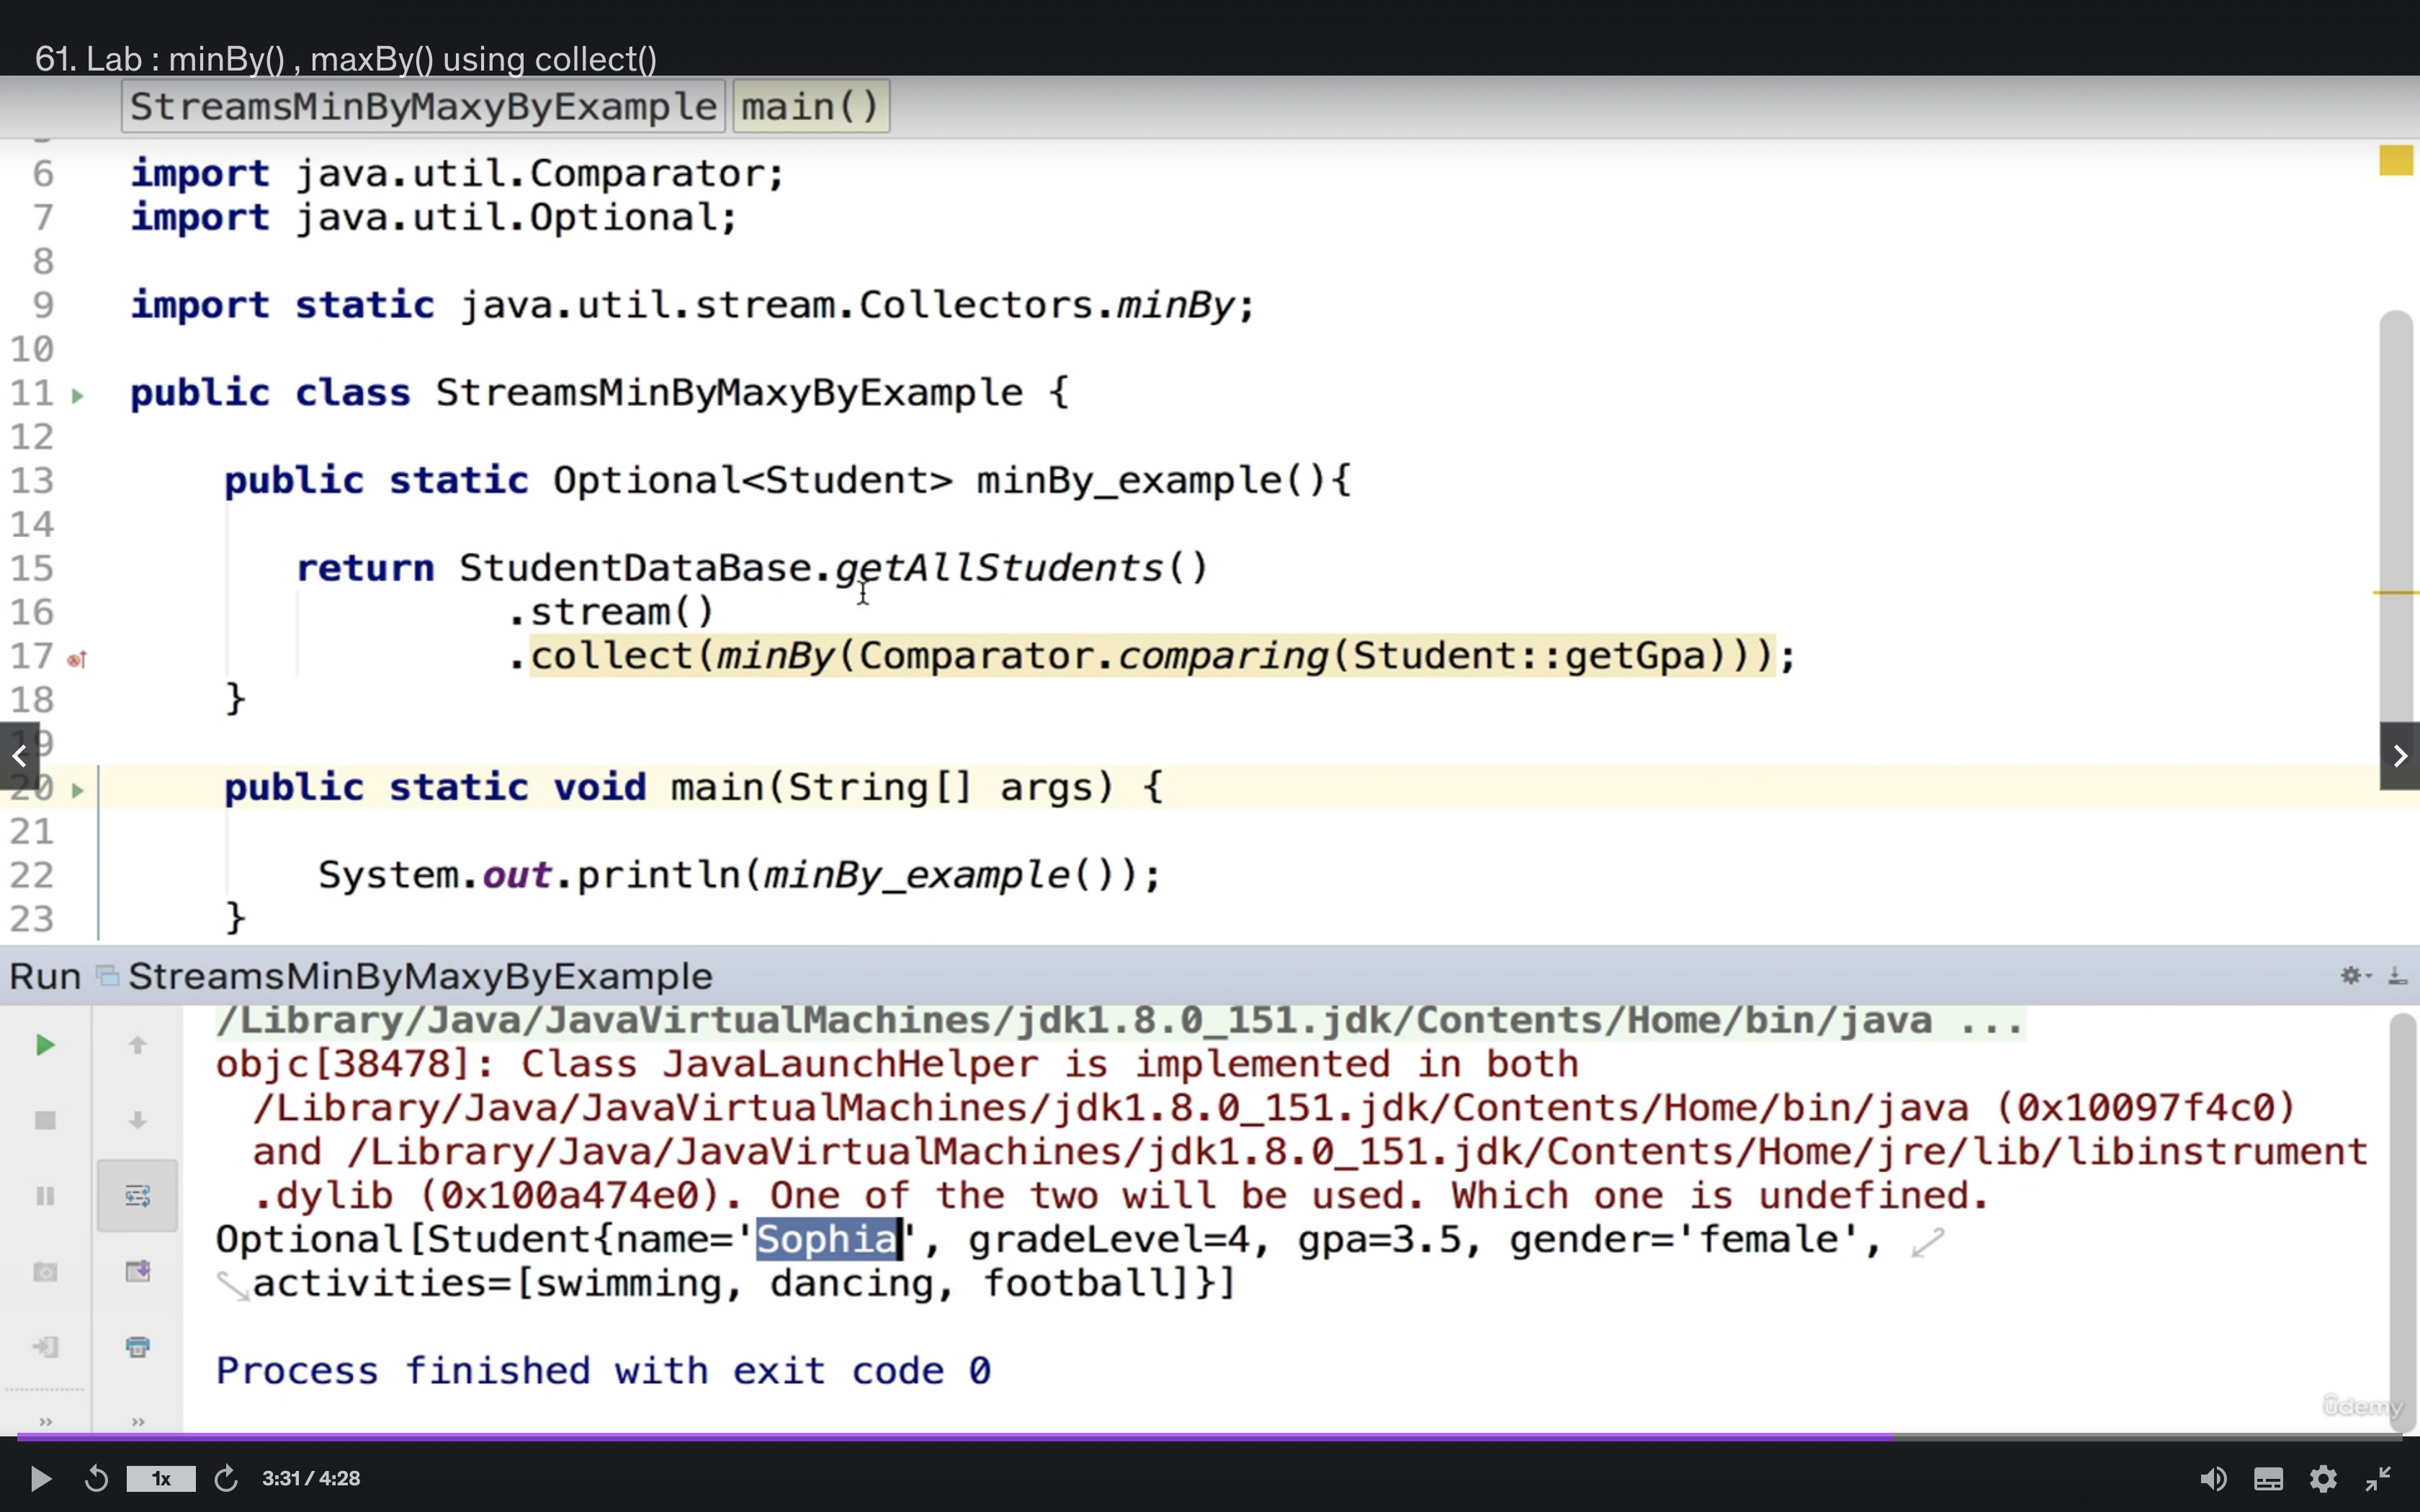 61. Lab : minBy() , maxBy() using collect()
StreamsMinByMaxyByExample main()
6 import java.util.Comparator;
7 import java.util.Optional;
8
9 import static java.util.stream.Collectors.minBy;
10
11 public class StreamsMinByMaxyByExample {
12
13 public static Optional<Student> minBy_example(){
14
15 return StudentDataBase.getAllStudents()
16 .stream()
17 .collect(minBy(Comparator.comparing(Student::getGpa)));
18 }
19
20 public static void main(String[] args) {
21
22 System.out.println(minBy_example());
23 }
Run StreamsMinByMaxyByExample
/Library/Java/JavaVirtualMachines/jdk1.8.0_151.jdk/Contents/Home/bin/java ...
objc[38478]: Class JavaLaunchHelper is implemented in both
/Library/Java/JavaVirtualMachines/jdk1.8.0_151.jdk/Contents/Home/bin/java (0x10097f4c0)
and /Library/Java/JavaVirtualMachines/jdk1.8.0_151.jdk/Contents/Home/jre/lib/libinstrument
.dylib (0x100a474e0). One of the two will be used. Which one is undefined.
Optional[Student{name='Sophia', gradeLevel=4, gpa=3.5, gender='female',
activities=[swimming, dancing, football]}]
Process finished with exit code 0
ûdemy
1x 3:31 / 4:28